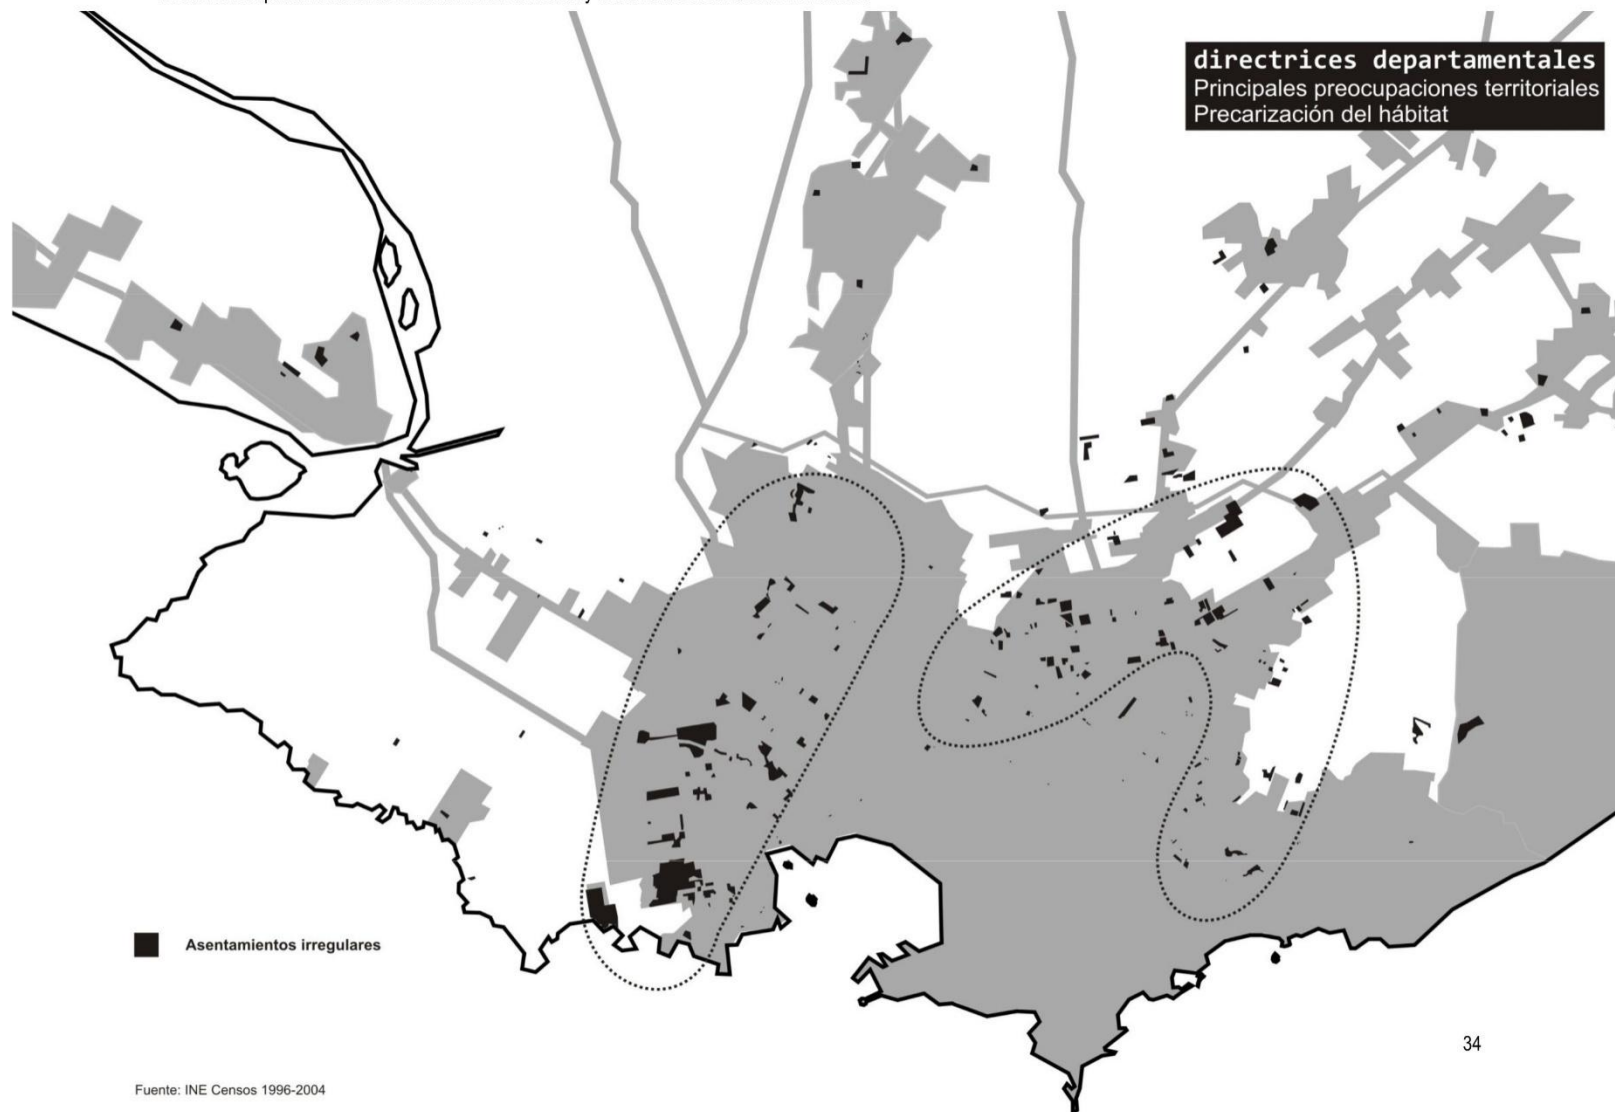 directrices departamentales
Principales preocupaciones territoriales
Precarización del hábitat
Asentamientos irregulares
34
Fuente: INE Censos 1996-2004